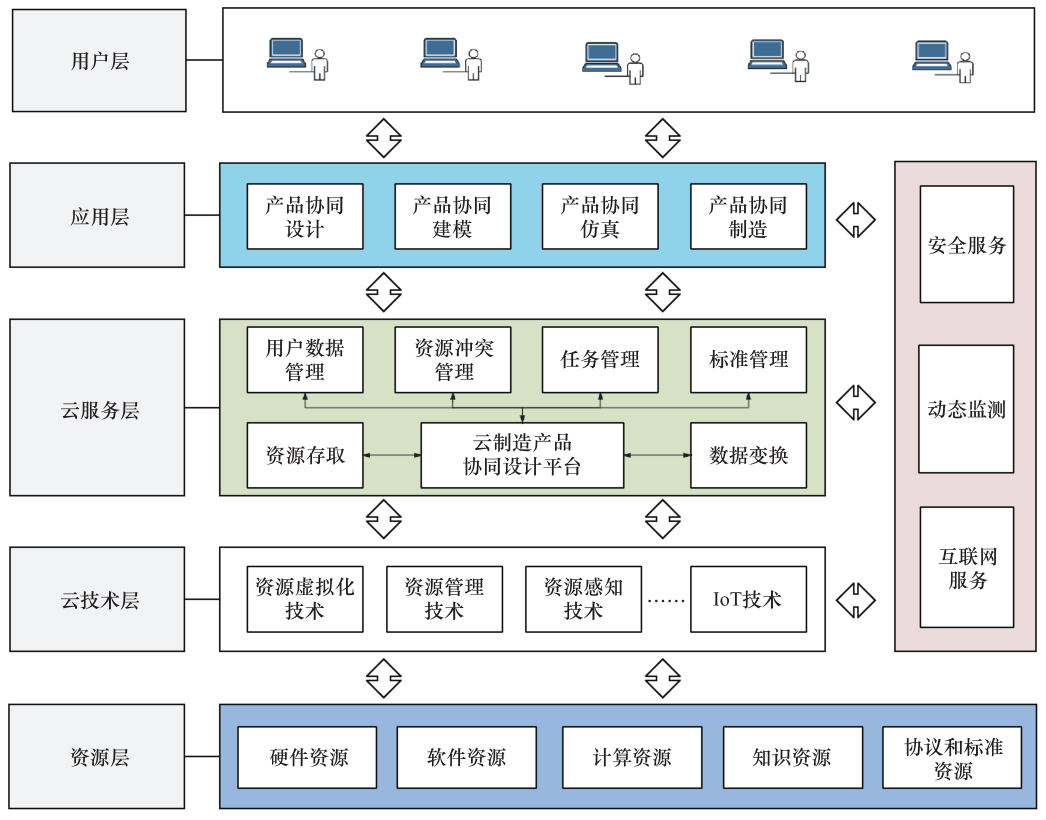 用户层
应用层
产品协同
设计
产品协同
建模
产品协同
仿真
产品协同
制造
云服务层
用户数据
管理
资源冲突
管理
任务管理
标准管理
资源存取
云制造产品
协同设计平台
数据变换
云技术层
资源虚拟化
技术
资源管理
技术
资源感知
技术
……
IoT技术
安全服务
动态监测
互联网
服务
资源层
硬件资源
软件资源
计算资源
知识资源
协议和标准
资源